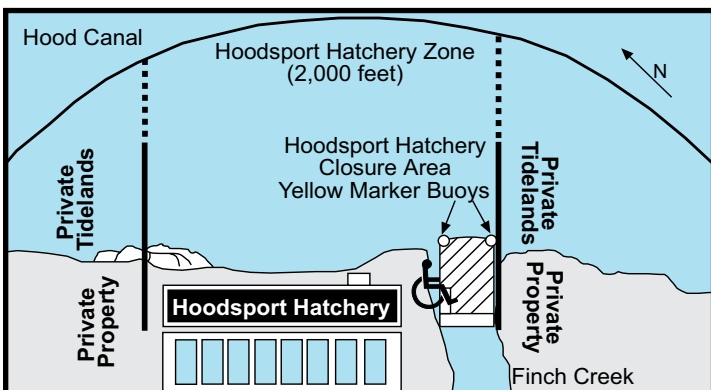 Hood Canal
Hoodsport Hatchery Zone
(2,000 feet)
N
Hoodsport Hatchery
Closure Area
Yellow Marker Buoys
Private
Tidelands
Private
Tidelands
Private
Property
Hoodsport Hatchery
Private
Property
Finch Creek